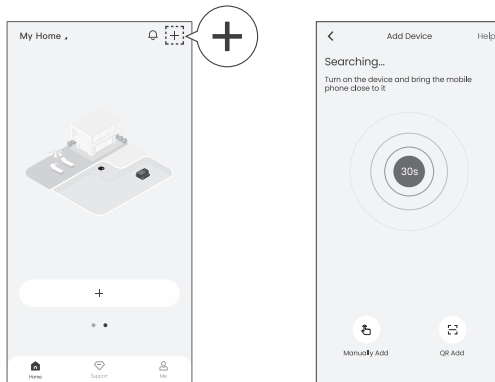 My Home
Home
Support
Me
Add Device
Help
Searching...
Turn on the device and bring the mobile
phone close to it
30s
Manually Add
QR Add